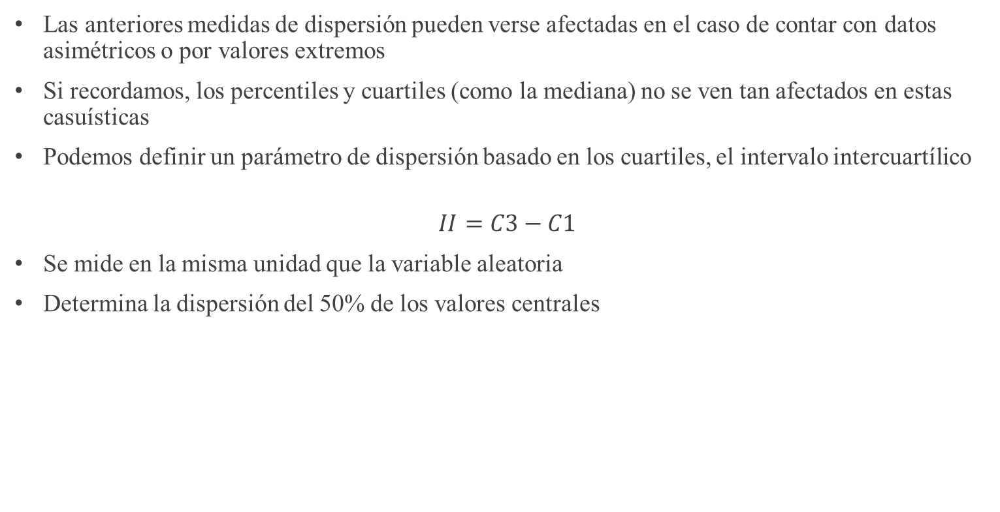 • Las anteriores medidas de dispersión pueden verse afectadas en el caso de contar con datos
asimétricos o por valores extremos
• Si recordamos, los percentiles y cuartiles (como la mediana) no se ven tan afectados en estas
casuísticas
• Podemos definir un parámetro de dispersión basado en los cuartiles, el intervalo intercuartílico
II = C3 − C1
• Se mide en la misma unidad que la variable aleatoria
• Determina la dispersión del 50% de los valores centrales